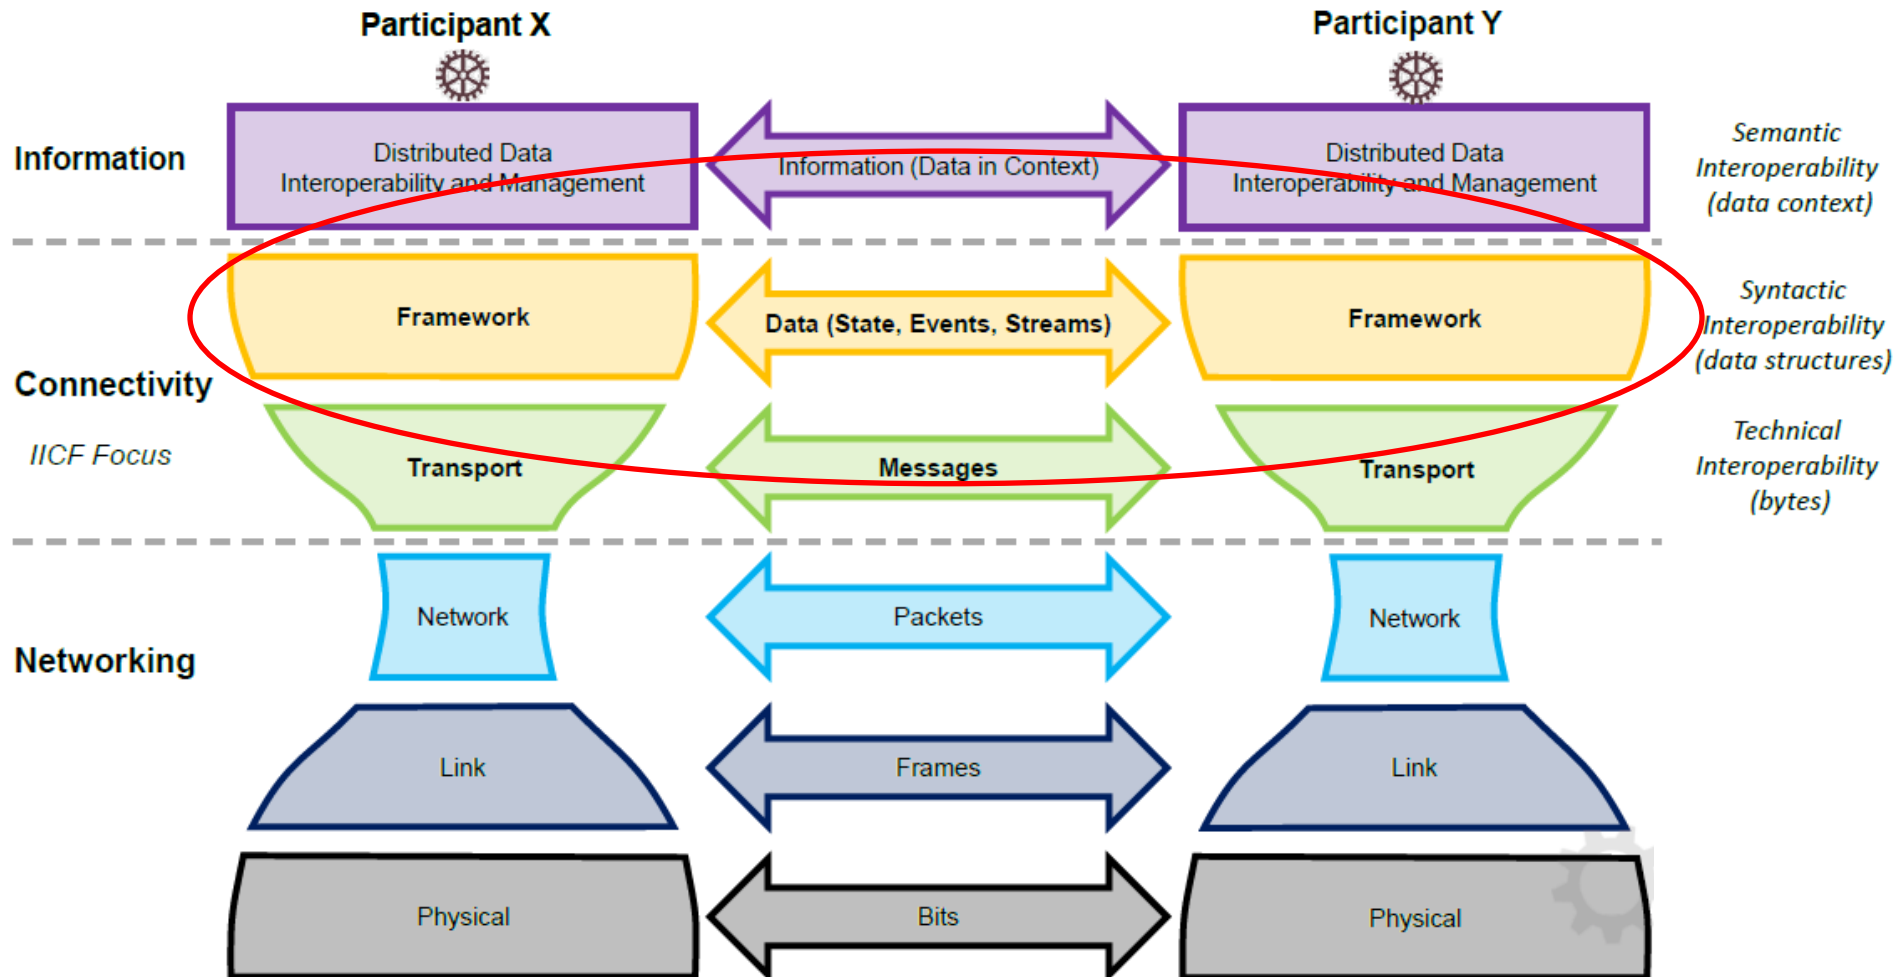 Participant X
Participant Y
Information
Distributed Data
Interoperability and Management
Information (Data in Context)
Distributed Data
Interoperability and Management
Semantic
Interoperability
(data context)
Connectivity
IICF Focus
Framework
Data (State, Events, Streams)
Framework
Syntactic
Interoperability
(data structures)
Transport
Messages
Transport
Technical
Interoperability
(bytes)
Networking
Network
Packets
Network
Link
Frames
Link
Physical
Bits
Physical